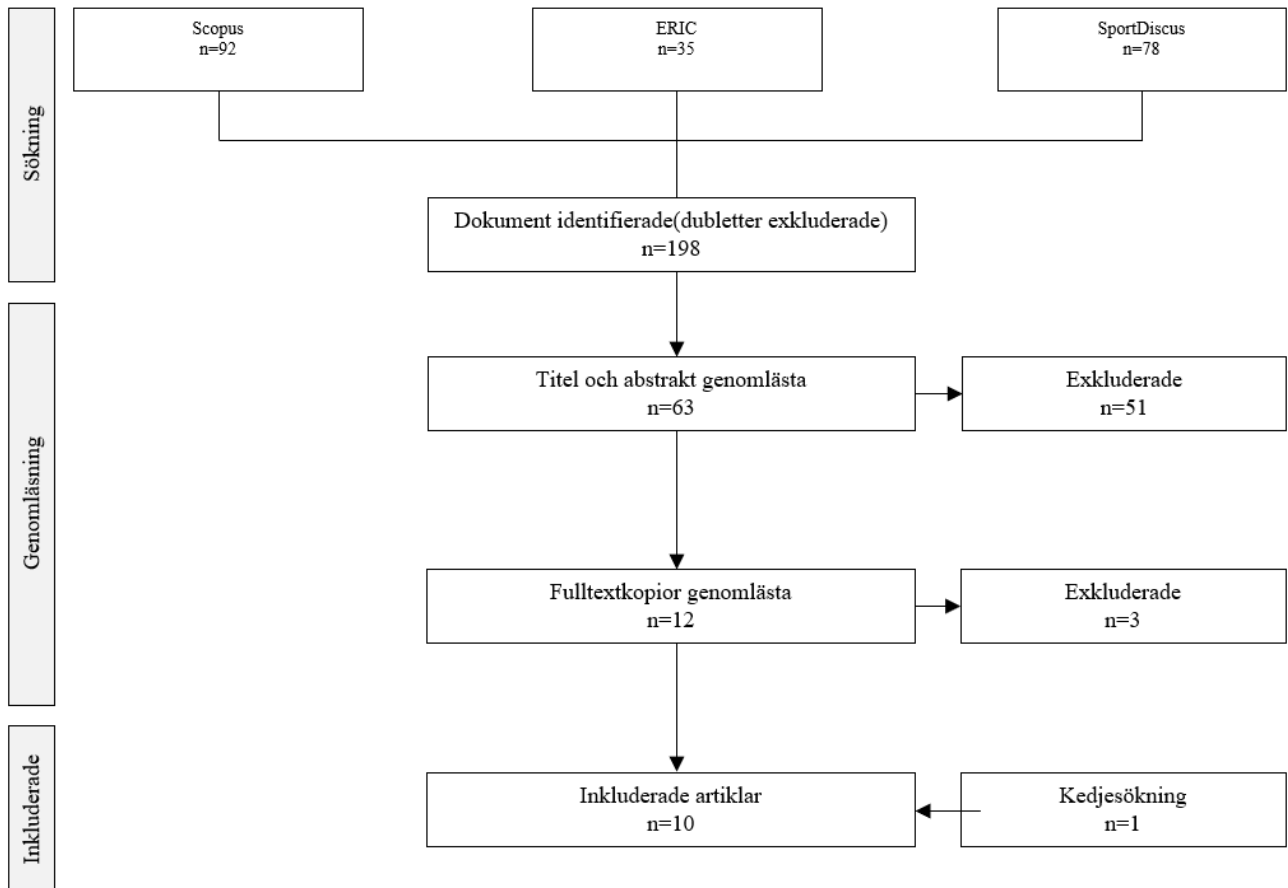 Sökning
Scopus
n=92
ERIC
n=35
SportDiscus
n=78
Dokument identifierade(dubletter exkluderade)
n=198
Genomläsning
Titel och abstrakt genomlästa
n=63
Exkluderade
n=51
Fulltextkopior genomlästa
n=12
Exkluderade
n=3
Inkluderade
Inkluderade artiklar
n=10
Kedjesökning
n=1